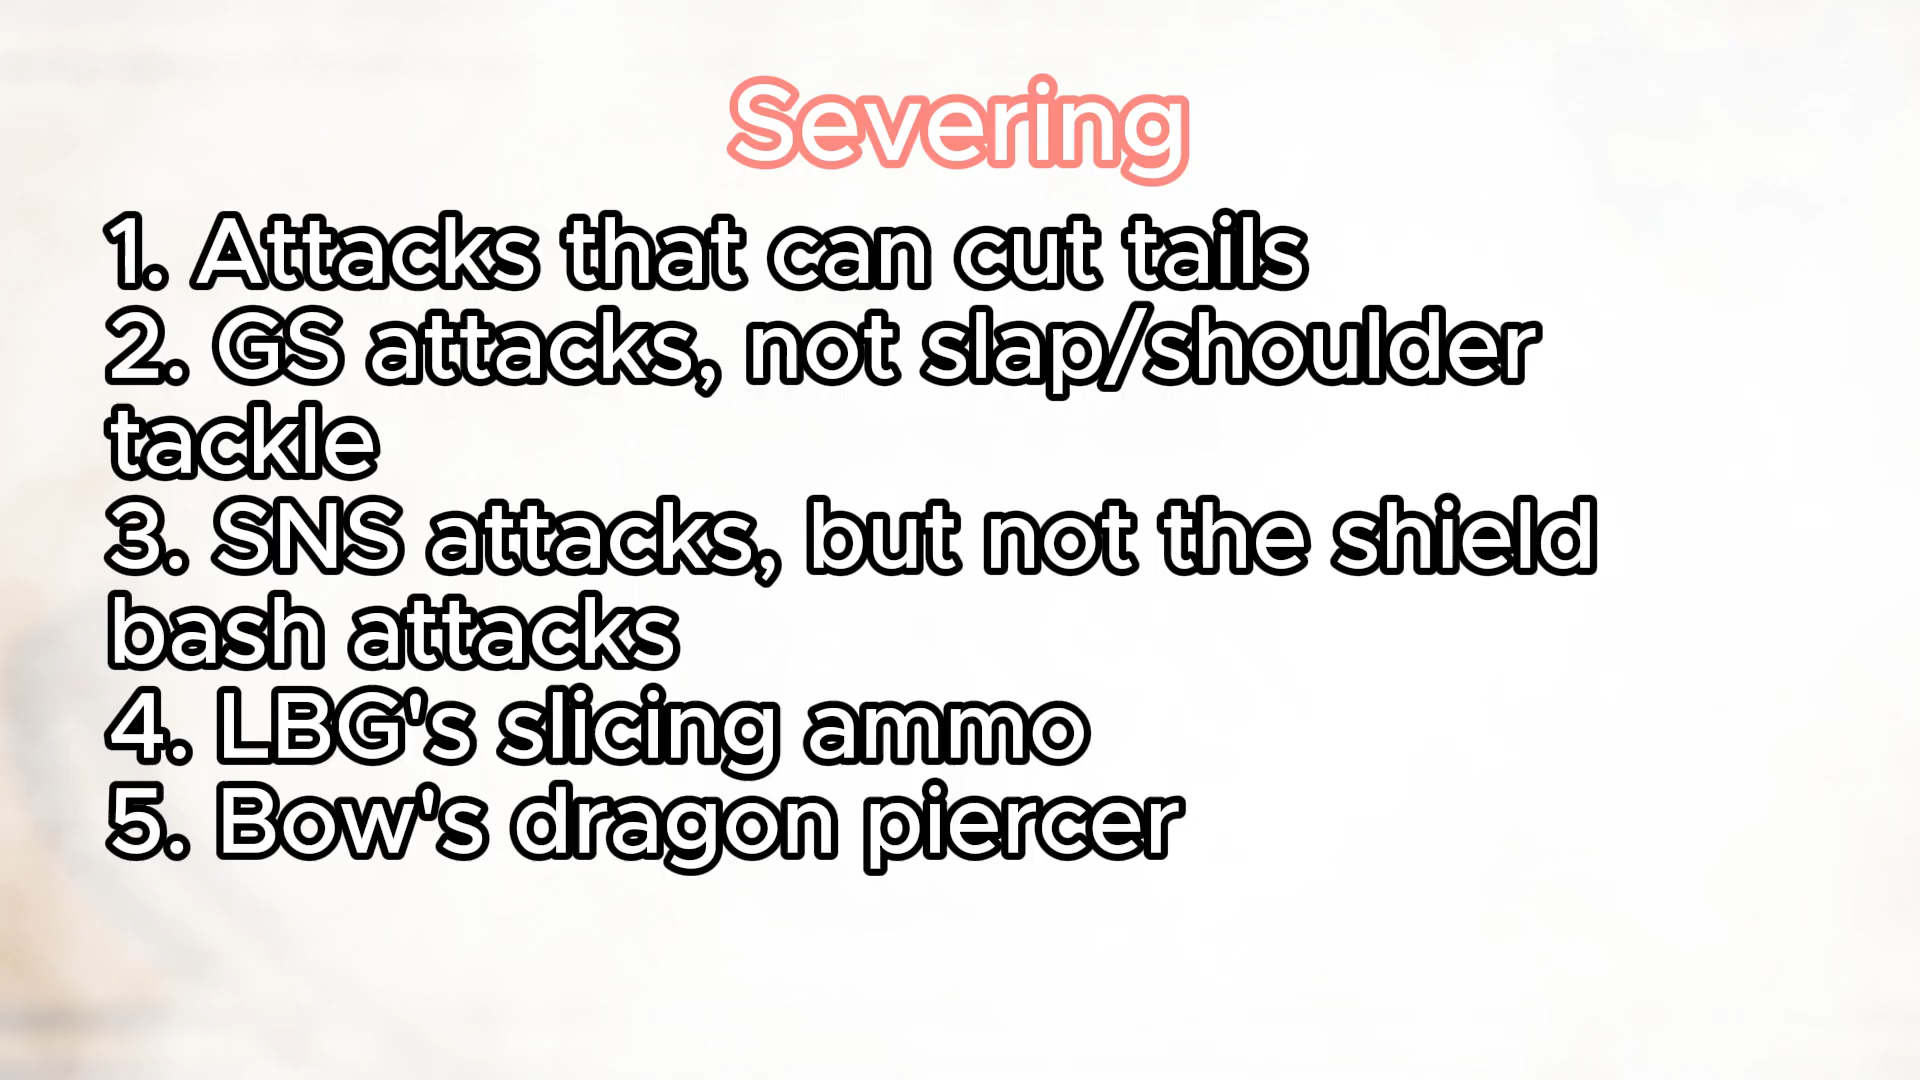 Severing
1. Attacks that can cut tails
2. GS attacks, not slap/shoulder
tackle
3. SNS attacks, but not the shield
bash attacks
4. LBG's slicing ammo
5. Bow's dragon piercer